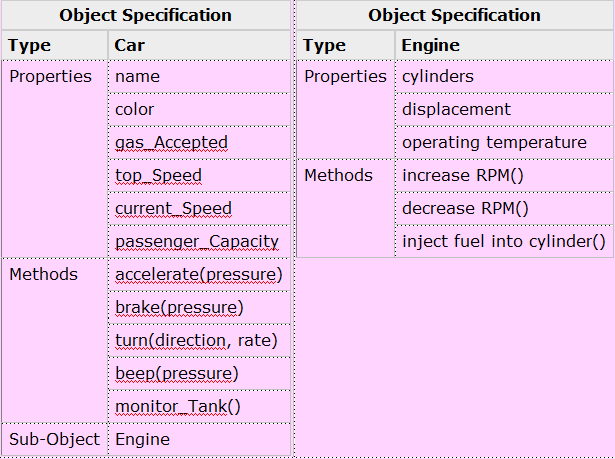 Object Specification
Type Car
Properties name
color
gas_Accepted
top_Speed
current_Speed
passenger_Capacity
Methods accelerate(pressure)
brake(pressure)
turn(direction, rate)
beep(pressure)
monitor_Tank()
Sub-Object Engine
Object Specification
Type Engine
Properties cylinders
displacement
operating temperature
Methods increase RPM()
decrease RPM()
inject fuel into cylinder()